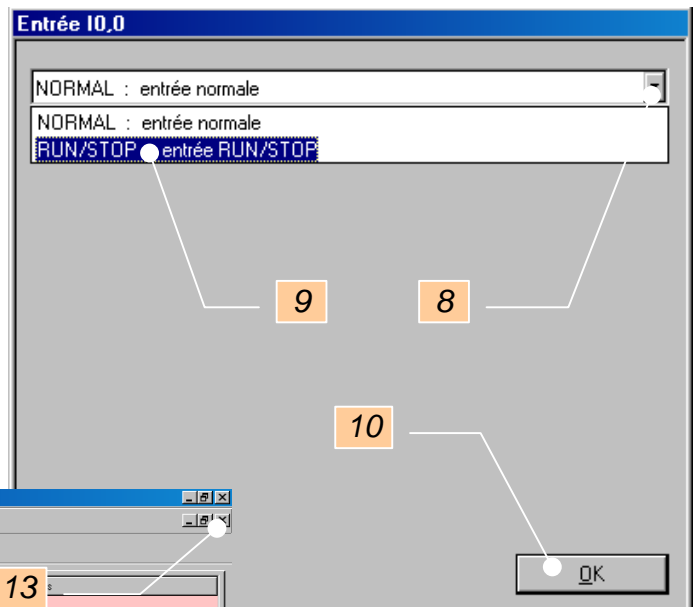 Entrée I0,0
NORMAL : entrée normale
NORMAL : entrée normale
RUN/STOP entrée RUN/STOP
9
8
10
13
s
OK